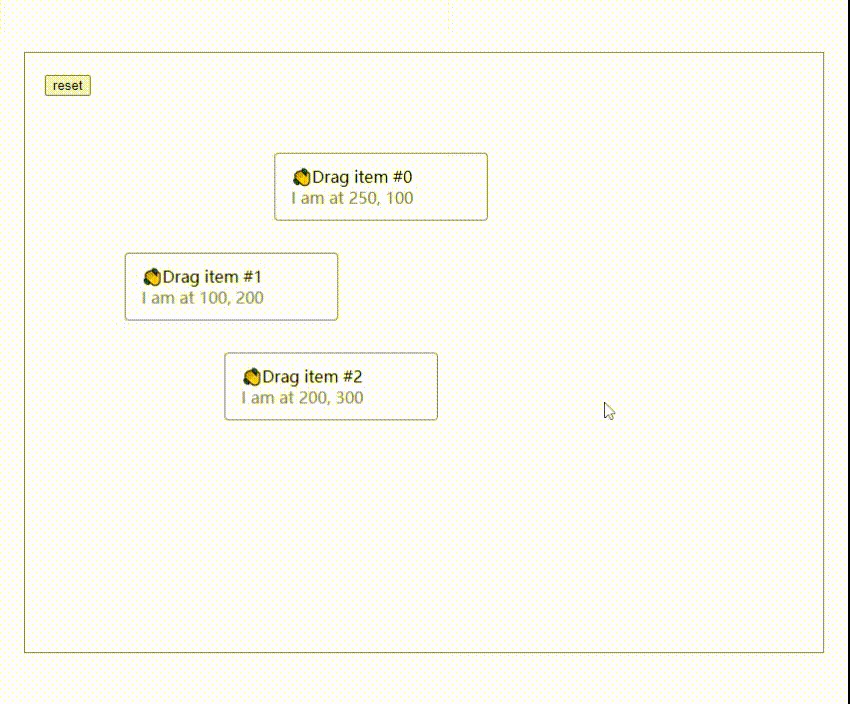 reset
👋Drag item #0
I am at 250, 100
👋Drag item #1
I am at 100, 200
👋Drag item #2
I am at 200, 300